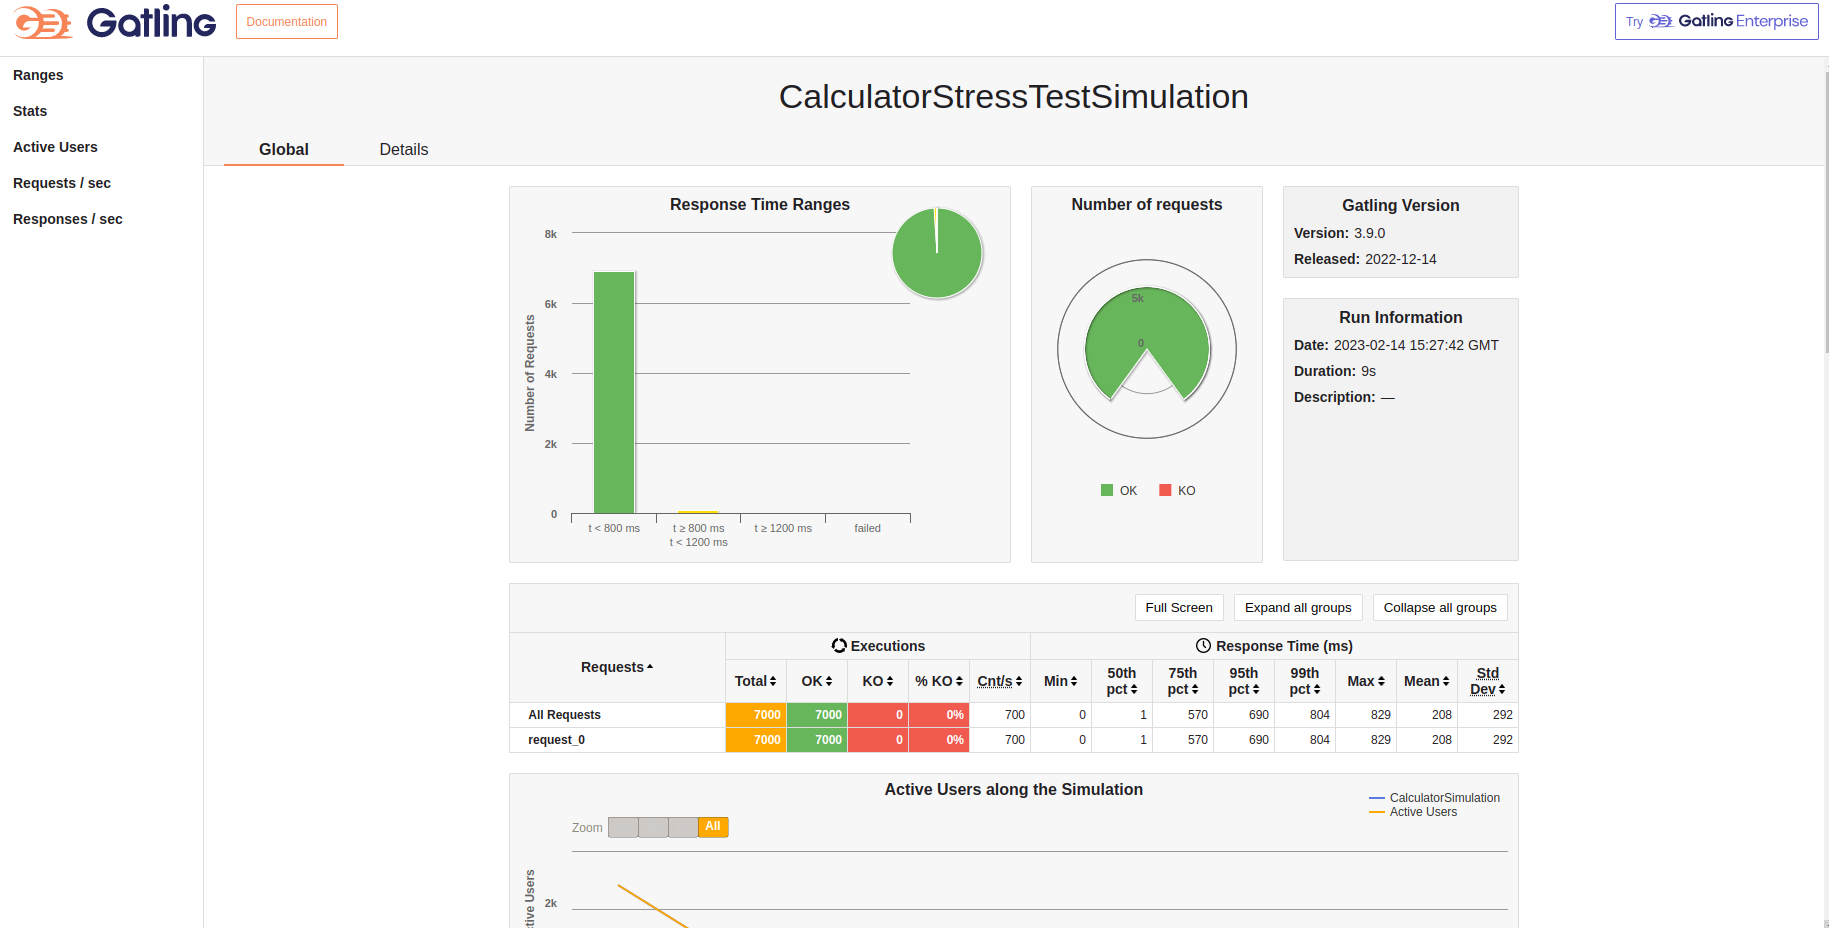 Gatling
Documentation
Try Gatling Enterprise
Ranges
Stats
Active Users
Requests / sec
Responses / sec
CalculatorStressTestSimulation
Global Details
Response Time Ranges
8k
6k
4k
2k
0
Number of Requests
t < 800 ms
t ≥ 800 ms
t < 1200 ms
t ≥ 1200 ms
failed
Number of requests
5k
0
OK KO
Gatling Version
Version: 3.9.0
Released: 2022-12-14
Run Information
Date: 2023-02-14 15:27:42 GMT
Duration: 9s
Description: —
Full Screen Expand all groups Collapse all groups
Requests Executions Response Time (ms)
Total OK KO % KO Cnt/s Min 50th pct 75th pct 95th pct 99th pct Max Mean Std Dev
All Requests 7000 7000 0 0% 700 0 1 570 690 804 829 208 292
request_0 7000 7000 0 0% 700 0 1 570 690 804 829 208 292
Active Users along the Simulation
CalculatorSimulation
Active Users
Zoom All
2k
tive Users